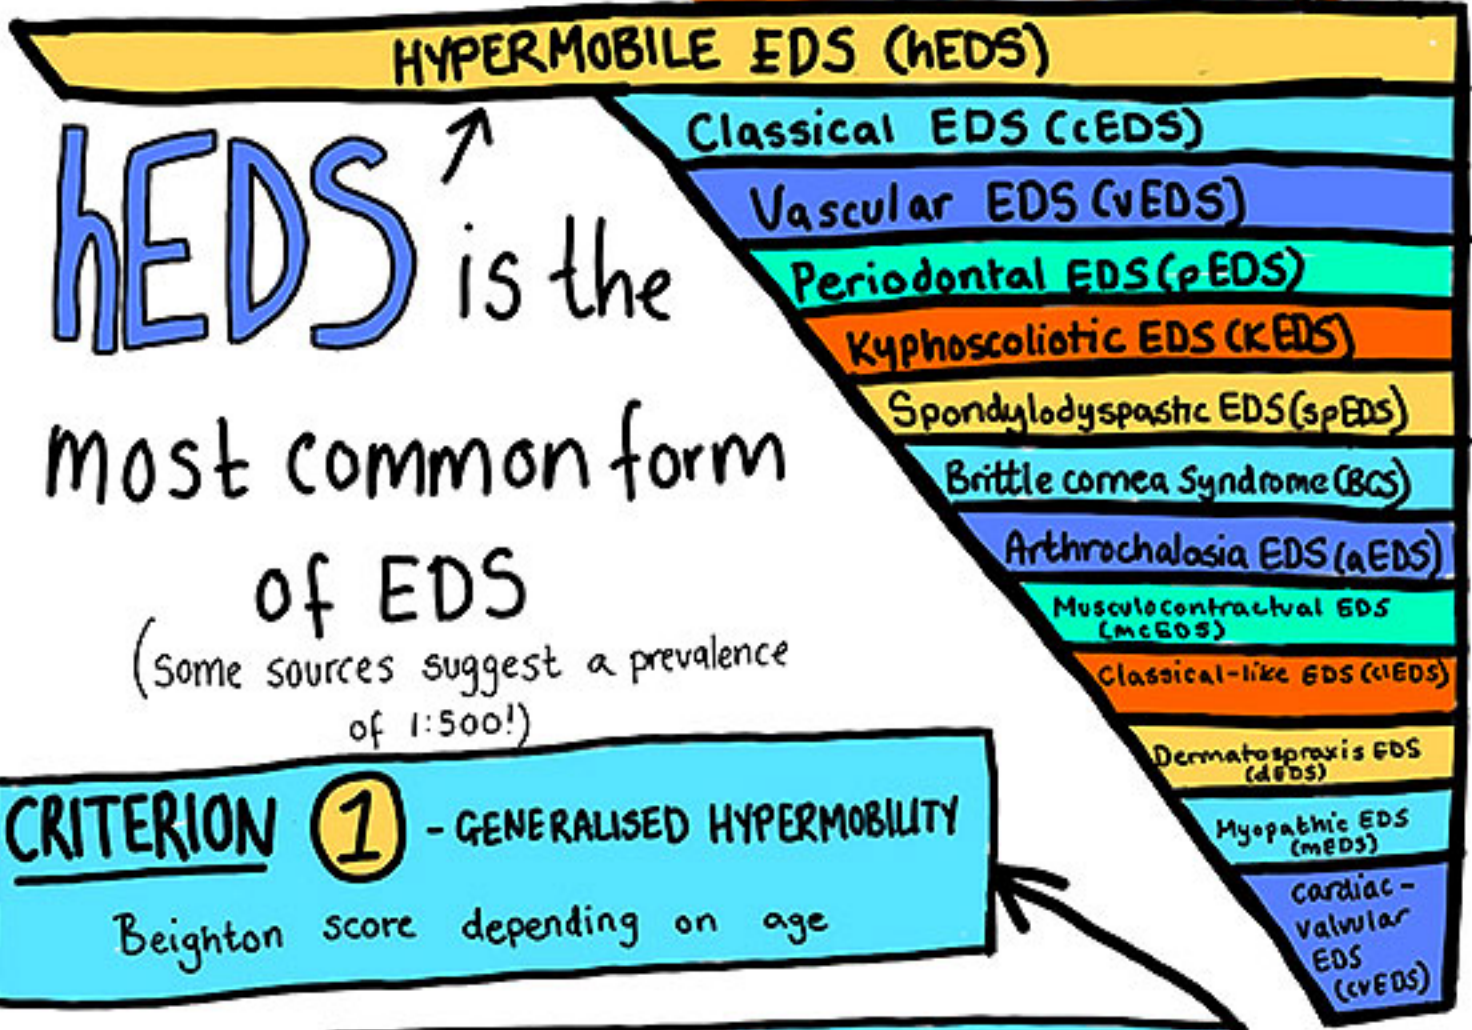 HYPERMOBILE EDS (hEDS)
hEDS is the
most common form
of EDS
(some sources suggest a prevalence
of 1:500!)
Classical EDS (cEDS)
Vascular EDS (vEDS)
Periodontal EDS (pEDS)
Kyphoscoliotic EDS (KEDS)
Spondylodyspastic EDS (spEDS)
Brittle cornea Syndrome (BCS)
Arthrochalasia EDS (aEDS)
Musculocontractual EDS
(mcEDS)
Classical-like EDS (clEDS)
Dermatospraxis EDS
(dEDS)
Myopathic EDS
(mEDS)
cardiac-
valvular
EDS
(cvEDS)
CRITERION 1 - GENERALISED HYPERMOBILITY
Beighton score depending on age